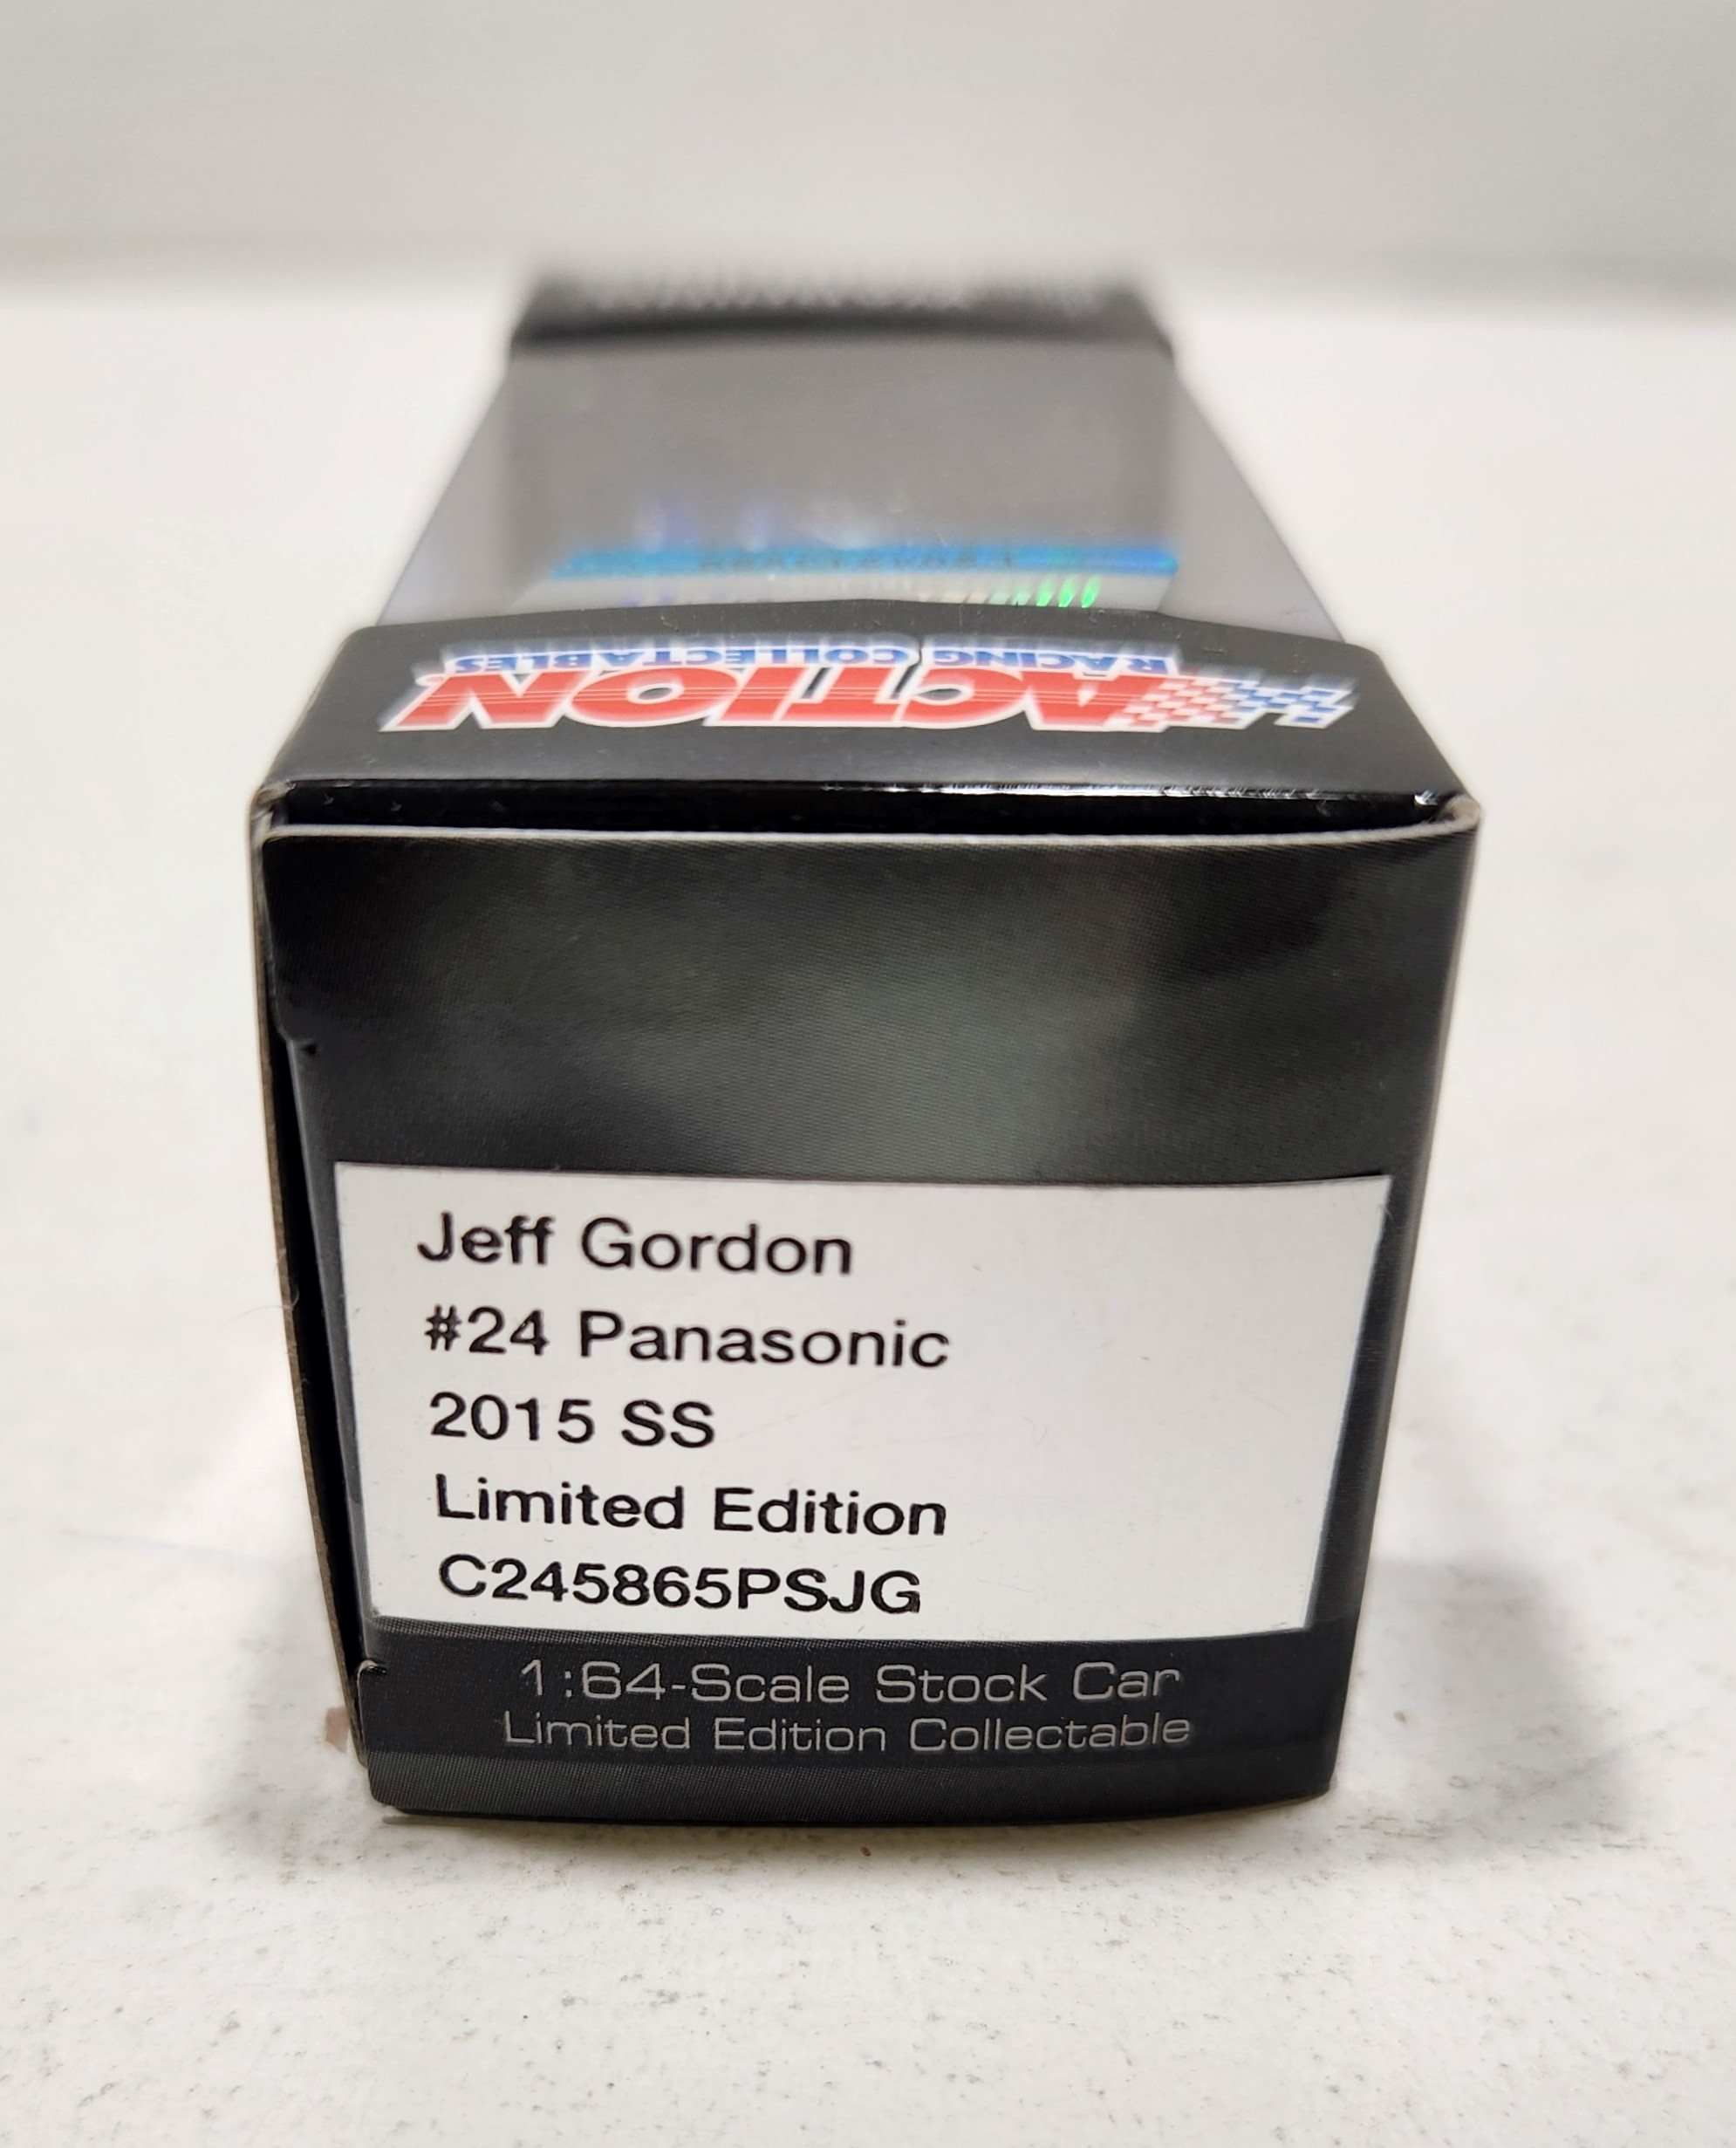 ACTION
RACING COLLECTABLES
Jeff Gordon
#24 Panasonic
2015 SS
Limited Edition
C245865PSJG
1:64-Scale Stock Car
Limited Edition Collectable